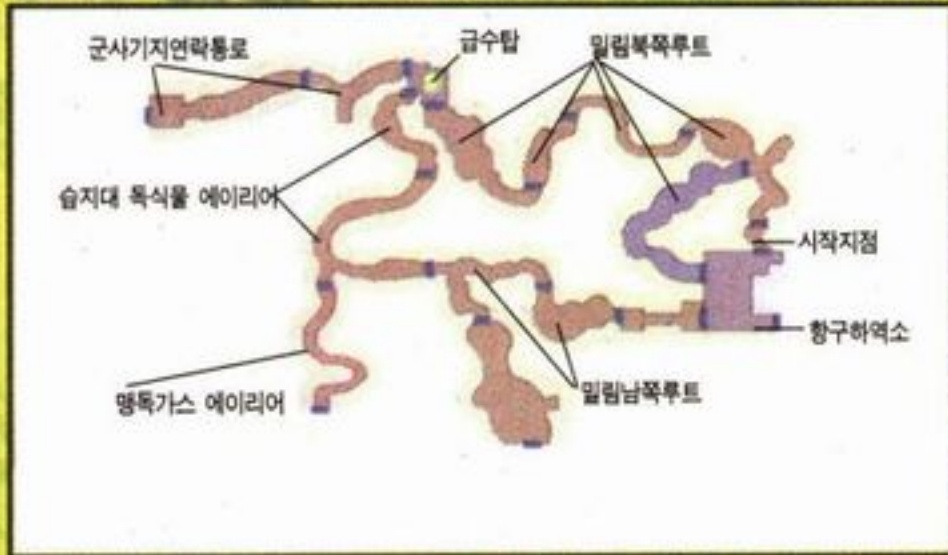 군사기지연락통로
급수탑
밀림북쪽루트
습지대 독식물 에이리어
시작지점
항구하역소
맹독가스 에이리어
밀림남쪽루트